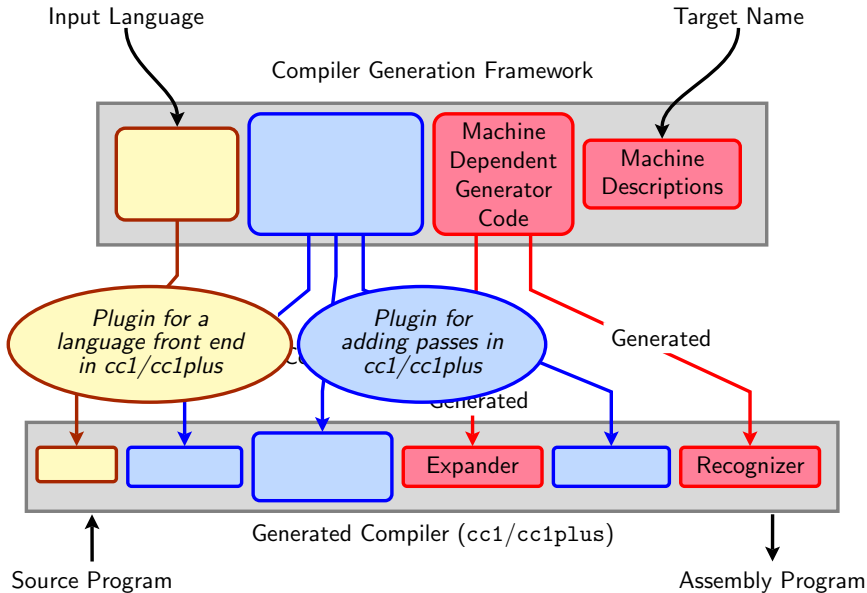 Input Language
Target Name
Compiler Generation Framework
Machine
Dependent
Generator
Code
Machine
Descriptions
Plugin for a
language front end
in cc1/cc1plus
Plugin for
adding passes in
cc1/cc1plus
Generated
Generated
Expander
Recognizer
Generated Compiler (cc1/cc1plus)
Source Program
Assembly Program